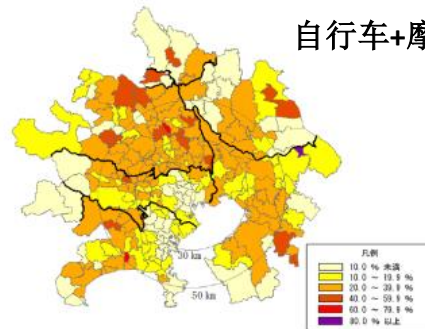 自行车+摩
30 km
50 km
凡例
10.0 % 未満
10.0 ～ 19.9 %
20.0 ～ 39.9 %
40.0 ～ 59.9 %
60.0 ～ 79.9 %
80.0 % 以上